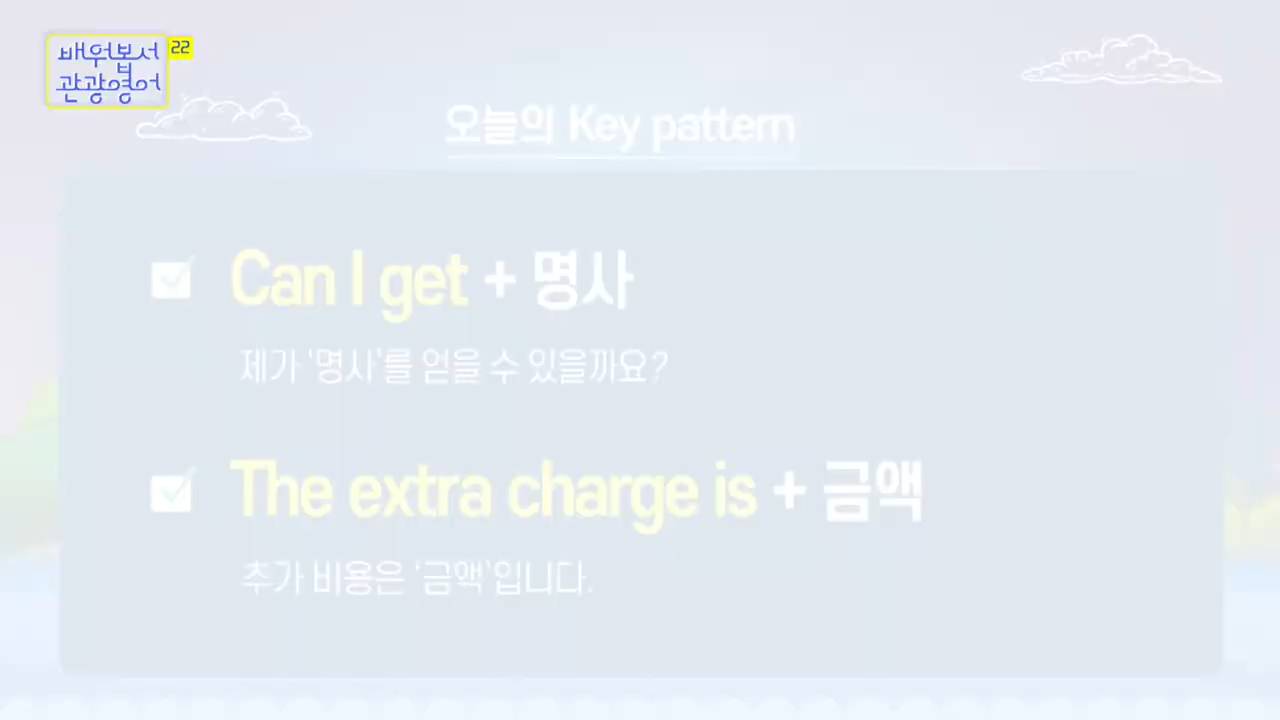 배워봅서 22
관광영어
오늘의 Key pattern
Can I get + 명사
제가 '명사'를 얻을 수 있을까요?
The extra charge is + 금액
추가 비용은 '금액'입니다.